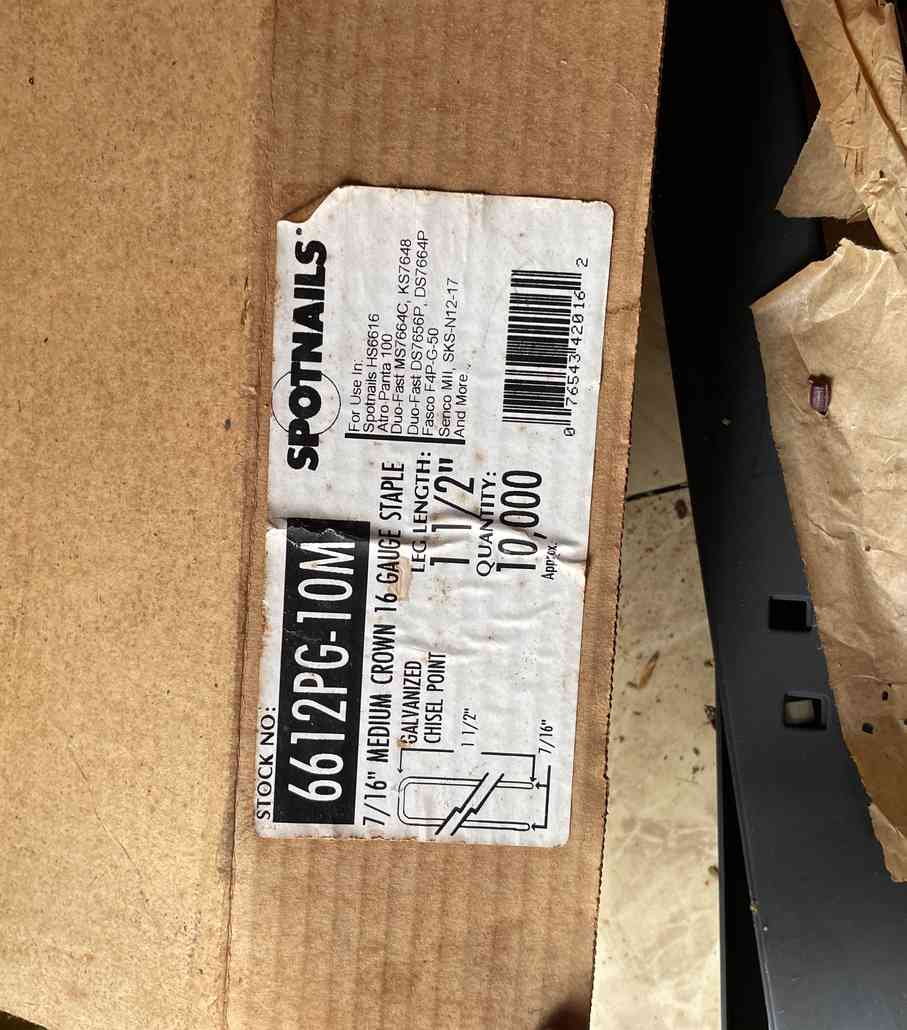 STOCK NO:
6612PG-10M
7/16" MEDIUM CROWN 16 GAUGE STAPLE
GALVANIZED
CHISEL POINT
1 1/2"
7/16"
LEG LENGTH:
1 1/2"
QUANTITY:
10,000
Approx.
SPOTNAILS
For Use In:
Spotnails HS6616
Atro Panta 100
Duo-Fast MS7664C, KS7648
Duo-Fast DS7656P, DS7664P
Fasco F4P-G-50
Senco MII, SKS-N12-17
And More
0 76543 42016 2